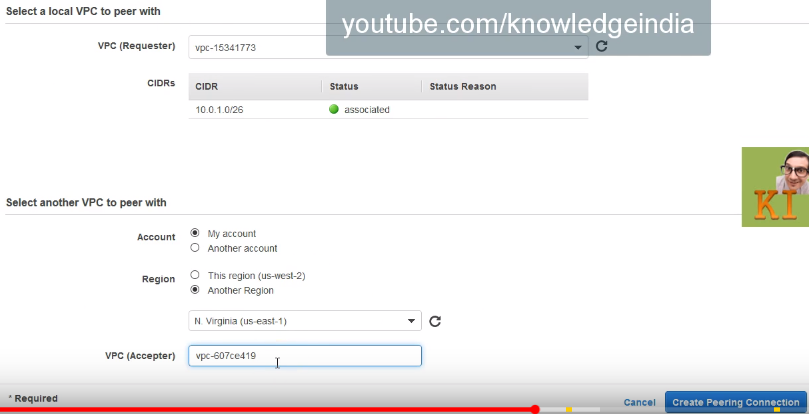 Select a local VPC to peer with
youtube.com/knowledgeindia
VPC (Requester)
vpc-15341773
CIDRs
CIDR Status Status Reason
10.0.1.0/26 associated
Select another VPC to peer with
KI
Account
My account
Another account
Region
This region (us-west-2)
Another Region
N. Virginia (us-east-1)
VPC (Accepter)
vpc-607ce419
* Required
Cancel
Create Peering Connection